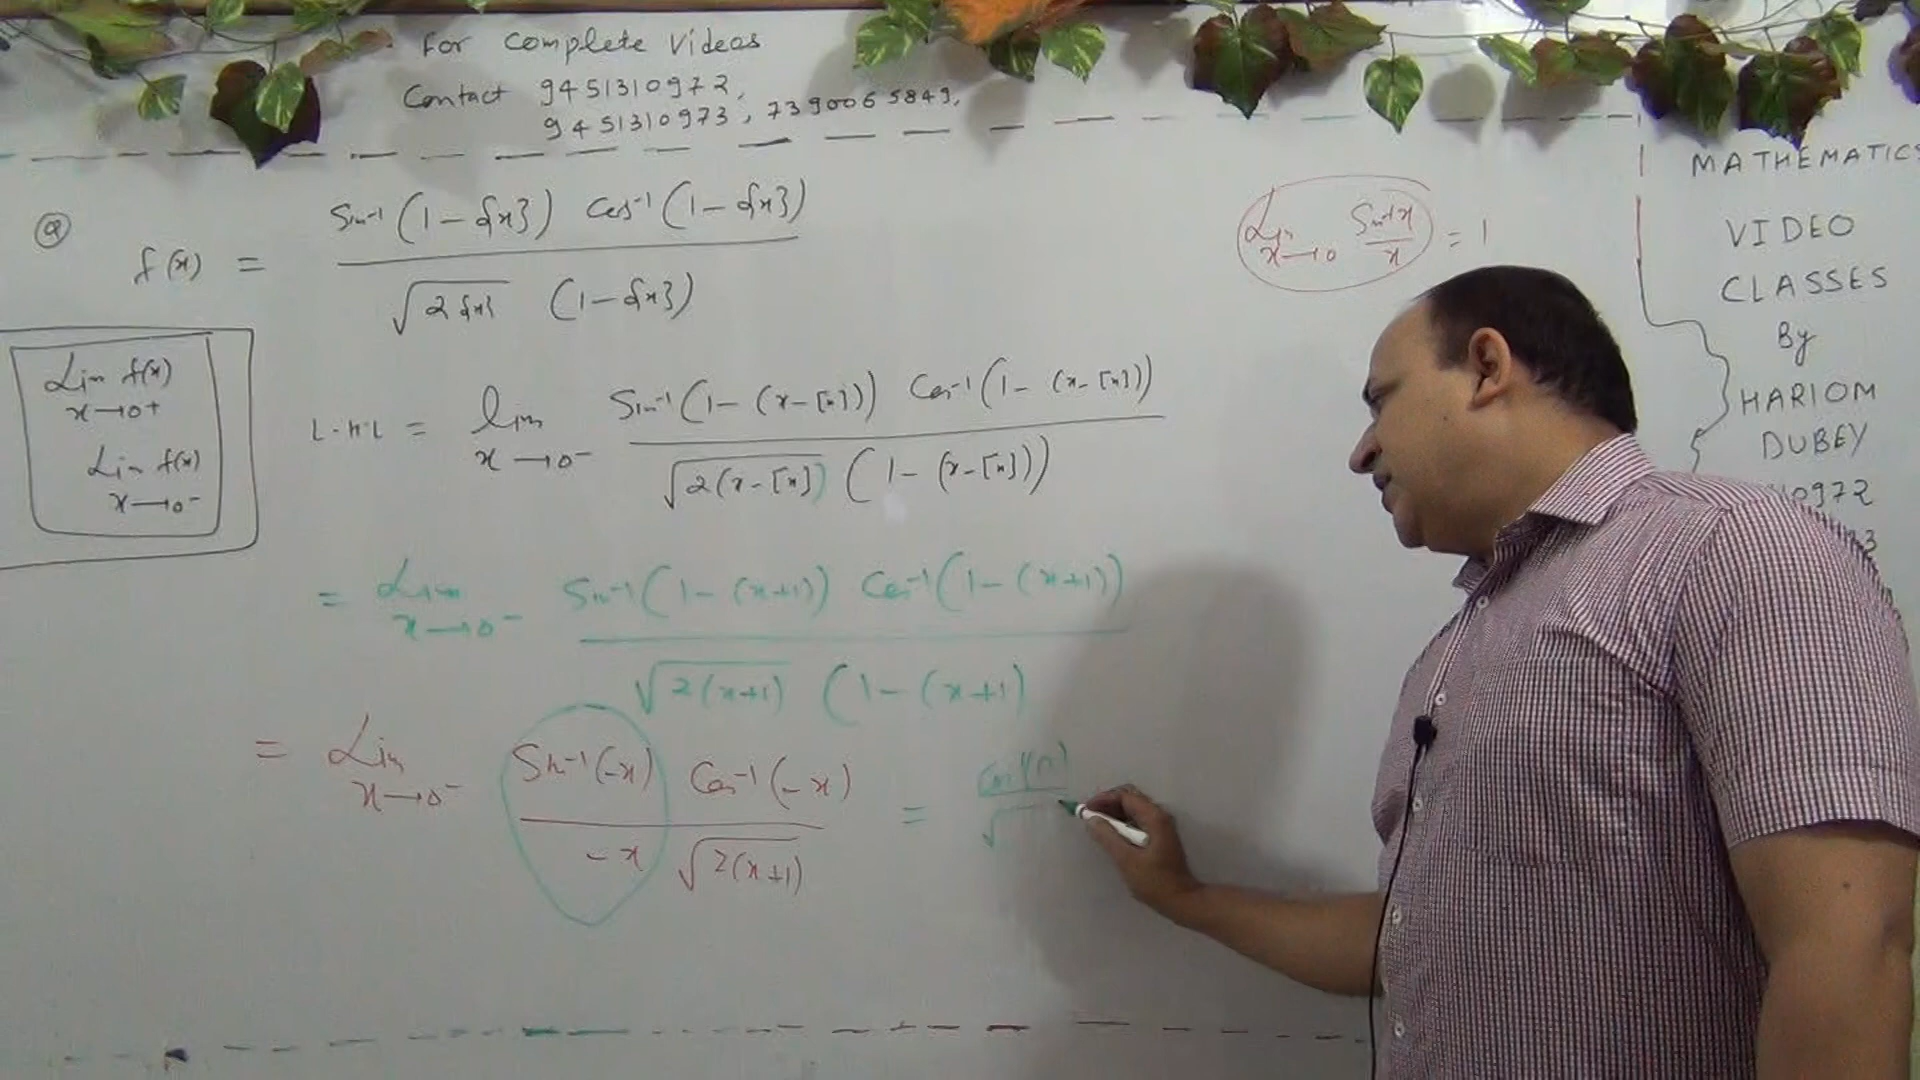 For Complete Videos
Contact 9451310972,
9451310973, 7390065849,
Q f(x) = Sin⁻¹(1-{x}) Cos⁻¹(1-{x}) / √2{x} (1-{x})
Lim x→0 Sin⁻¹x / x = 1
Lim f(x)
x→0+
Lim f(x)
x→0-
L.H.L = lim x→0- Sin⁻¹(1-(x-[x])) Cos⁻¹(1-(x-[x])) / √2(x-[x]) (1-(x-[x]))
= Lim x→0- Sin⁻¹(1-(x+1)) Cos⁻¹(1-(x+1)) / √2(x+1) (1-(x+1)
= Lim x→0- Sin⁻¹(-x) Cos⁻¹(-x) / -x √2(x+1) =
MATHEMATICS
VIDEO
CLASSES
By
HARIOM
DUBEY